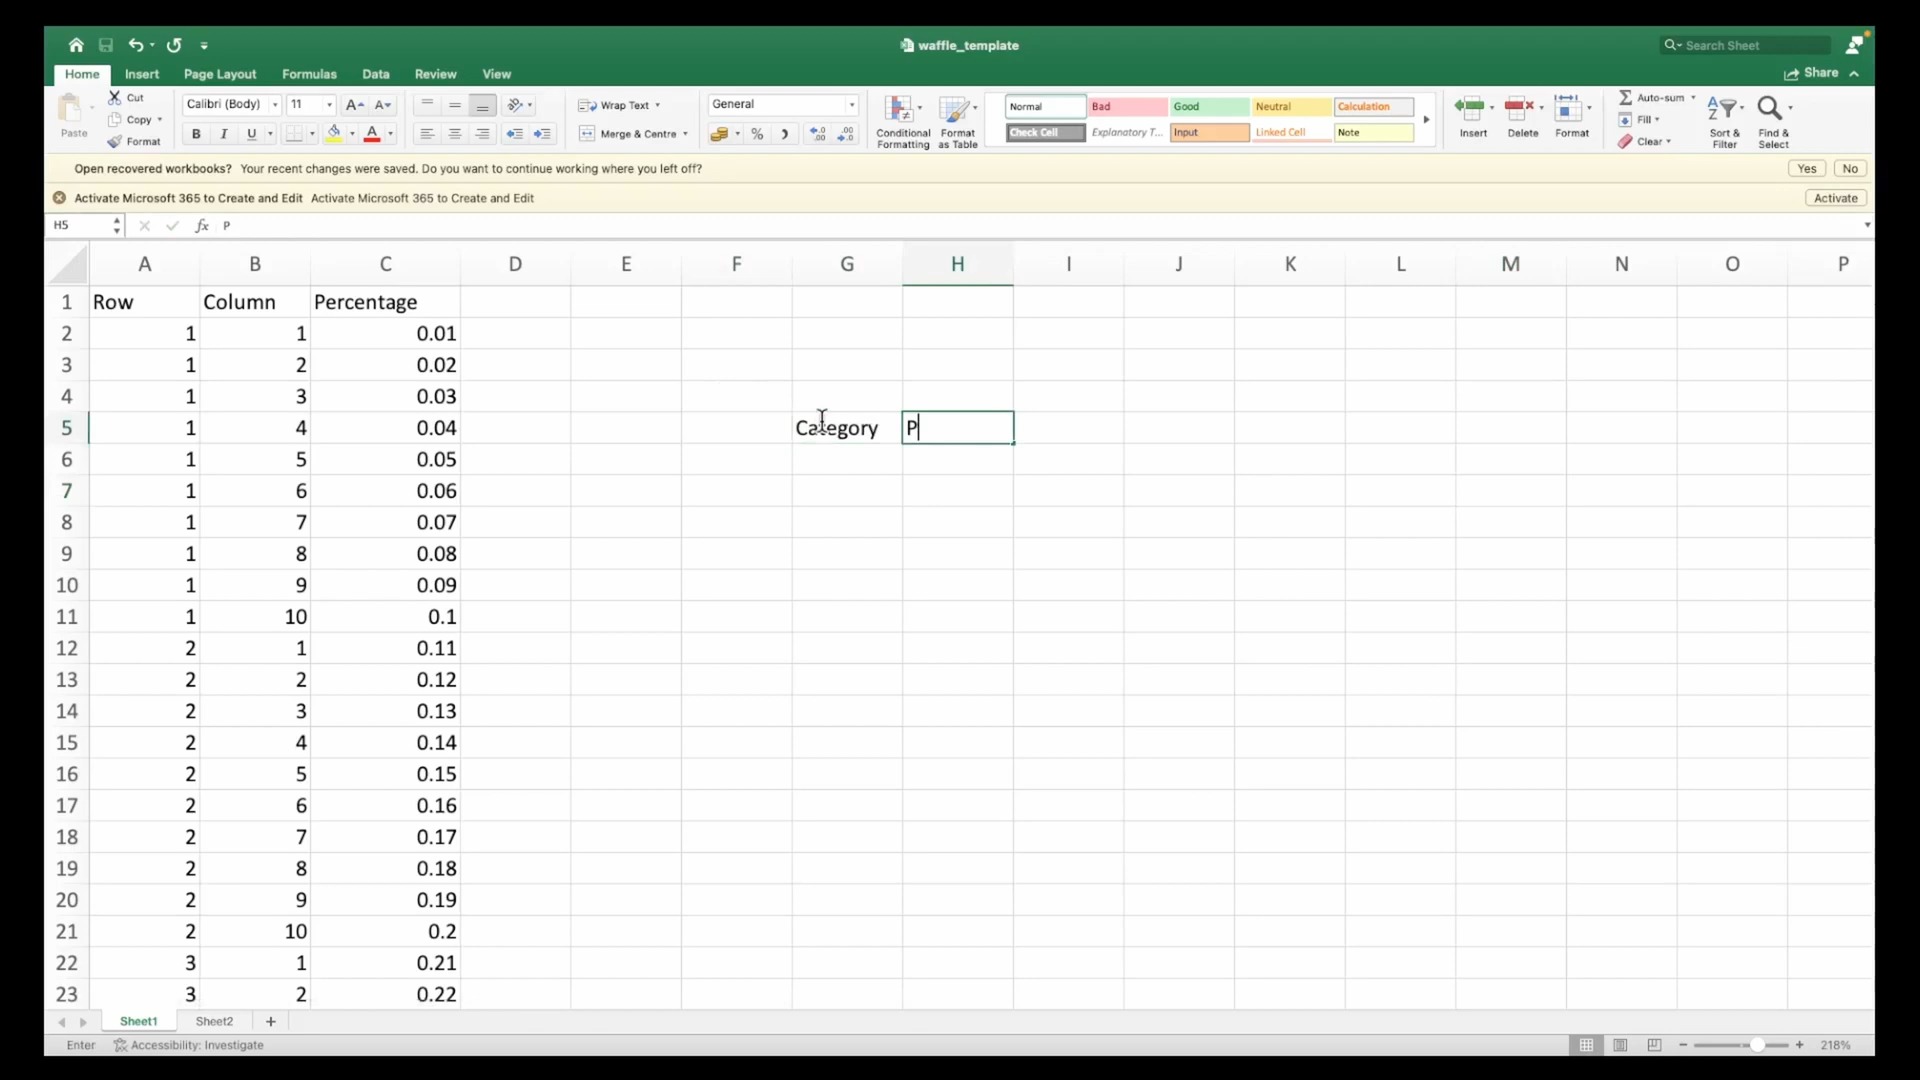 waffle_template
Search Sheet
Home Insert Page Layout Formulas Data Review View Share
Paste Cut Copy Format
Calibri (Body) 11 A A
B I U A
Wrap Text
Merge & Centre
General
%
Conditional Formatting
Format as Table
Normal Bad Good Neutral Calculation
Check Cell Explanatory T... Input Linked Cell Note
Insert Delete Format
Auto-sum
Fill
Clear
Sort & Filter
Find & Select
Open recovered workbooks? Your recent changes were saved. Do you want to continue working where you left off? Yes No
Activate Microsoft 365 to Create and Edit Activate Microsoft 365 to Create and Edit Activate
H5 fx P
A B C D E F G H I J K L M N O P
1 Row Column Percentage
2 1 1 0.01
3 1 2 0.02
4 1 3 0.03
5 1 4 0.04 Category P
6 1 5 0.05
7 1 6 0.06
8 1 7 0.07
9 1 8 0.08
10 1 9 0.09
11 1 10 0.1
12 2 1 0.11
13 2 2 0.12
14 2 3 0.13
15 2 4 0.14
16 2 5 0.15
17 2 6 0.16
18 2 7 0.17
19 2 8 0.18
20 2 9 0.19
21 2 10 0.2
22 3 1 0.21
23 3 2 0.22
Sheet1 Sheet2 +
Enter Accessibility: Investigate 218%